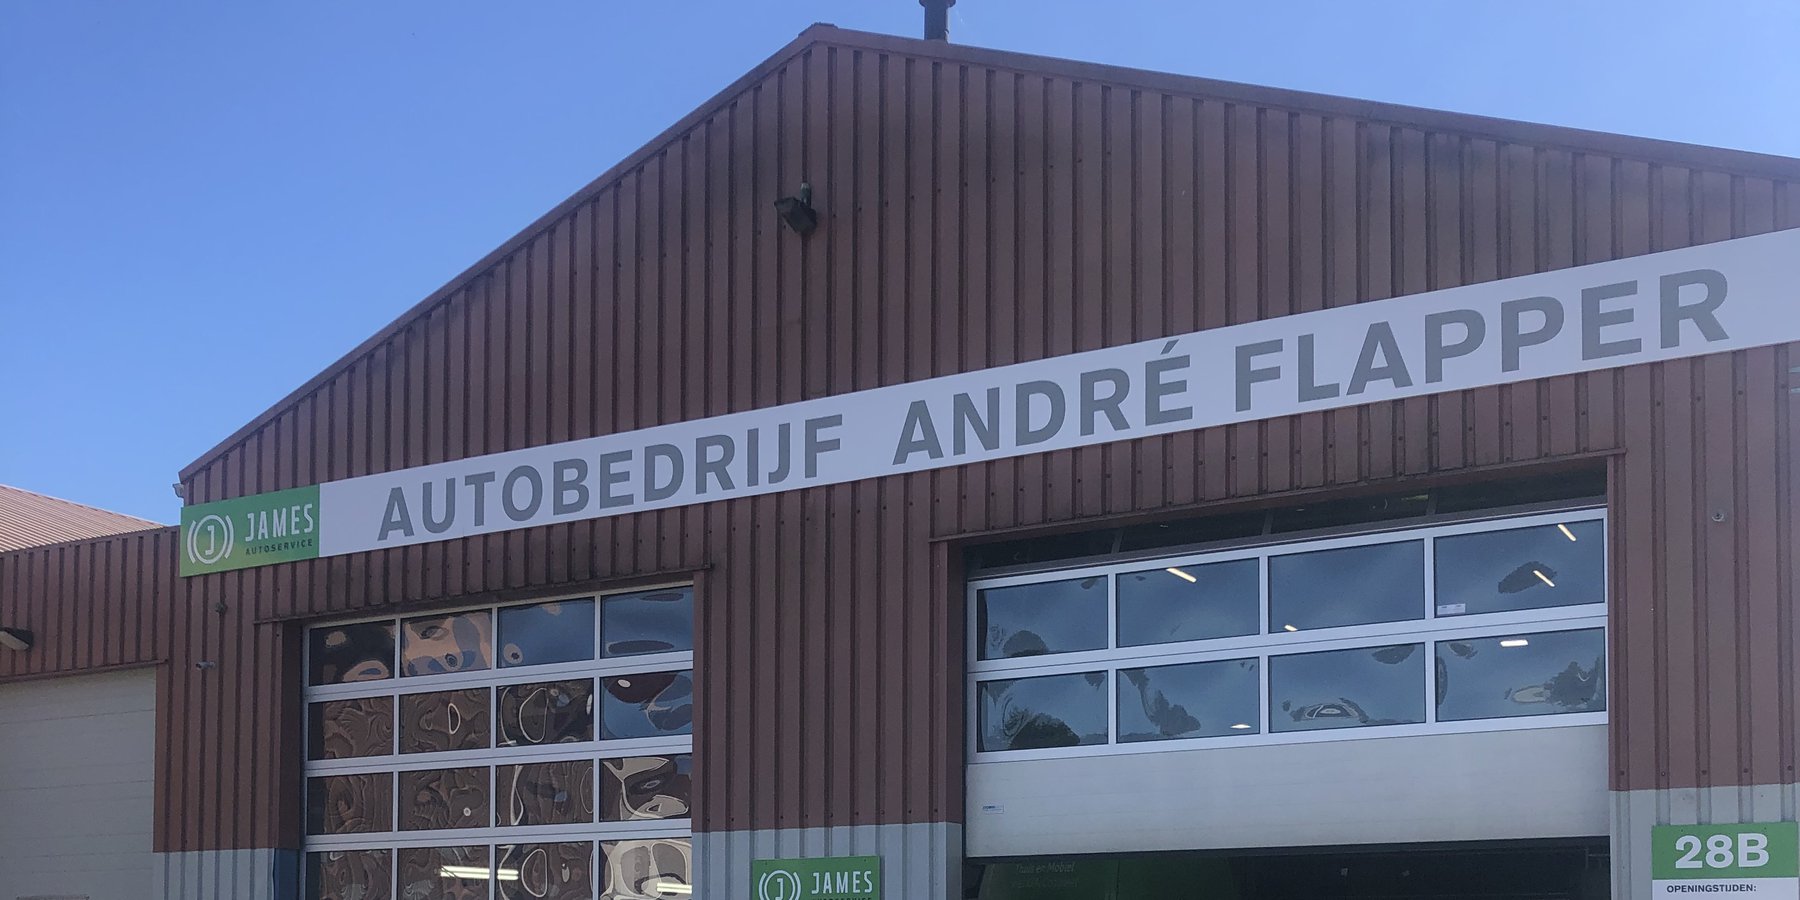 AUTOBEDRIJF ANDRÉ FLAPPER
J JAMES
AUTOSERVICE
J JAMES
28B
OPENINGSTIJDEN: